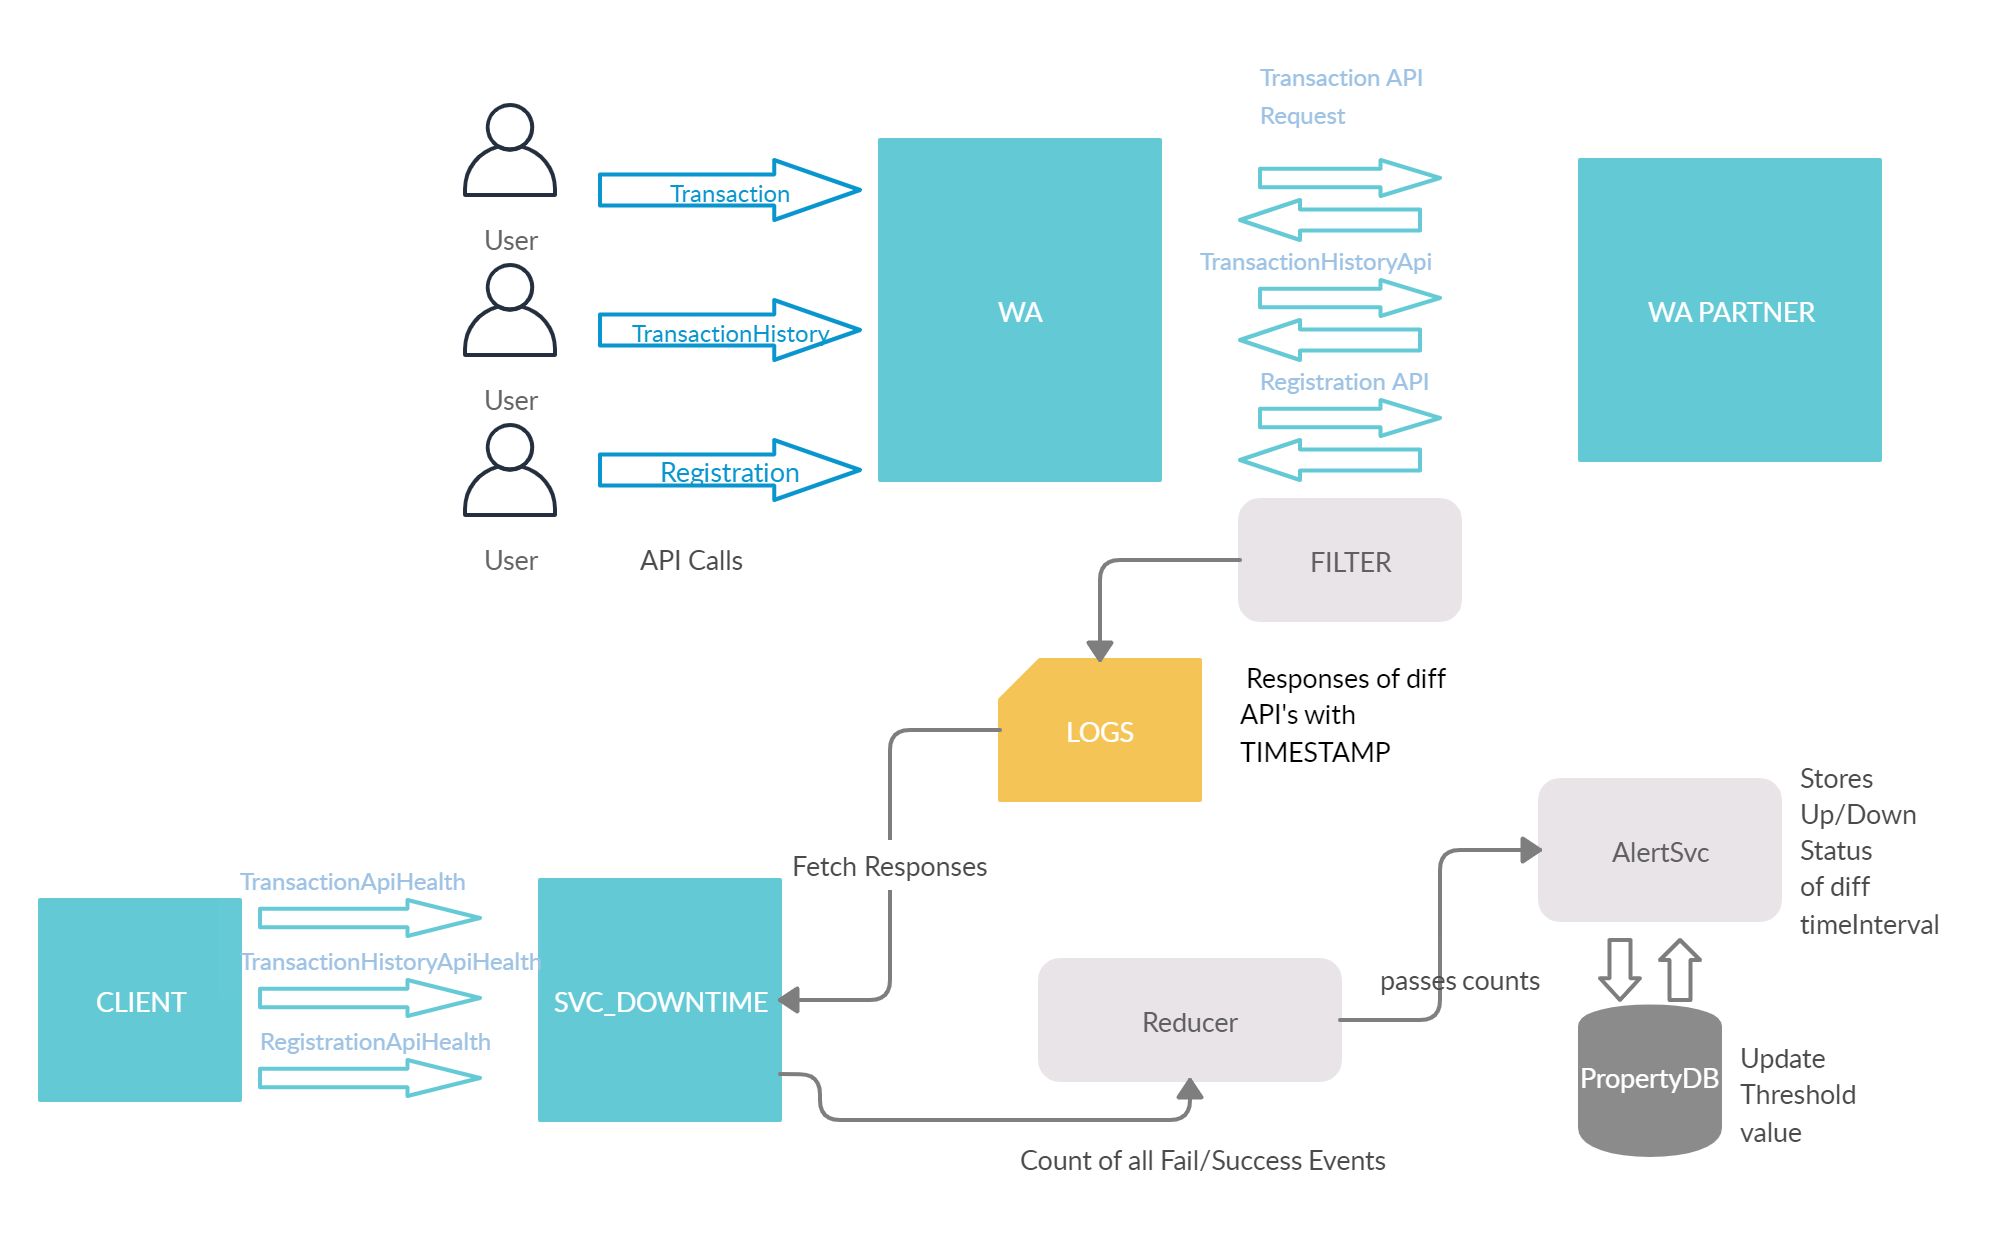 Transaction API
Request
Transaction
User
TransactionHistoryApi
WA
WA PARTNER
TransactionHistory
User
Registration API
Registration
User
API Calls
FILTER
Responses of diff
API's with
TIMESTAMP
LOGS
Stores
Up/Down
Status
of diff
timeInterval
AlertSvc
Fetch Responses
TransactionApiHealth
TransactionHistoryApiHealth
RegistrationApiHealth
CLIENT
SVC_DOWNTIME
passes counts
Reducer
PropertyDB
Update
Threshold
value
Count of all Fail/Success Events